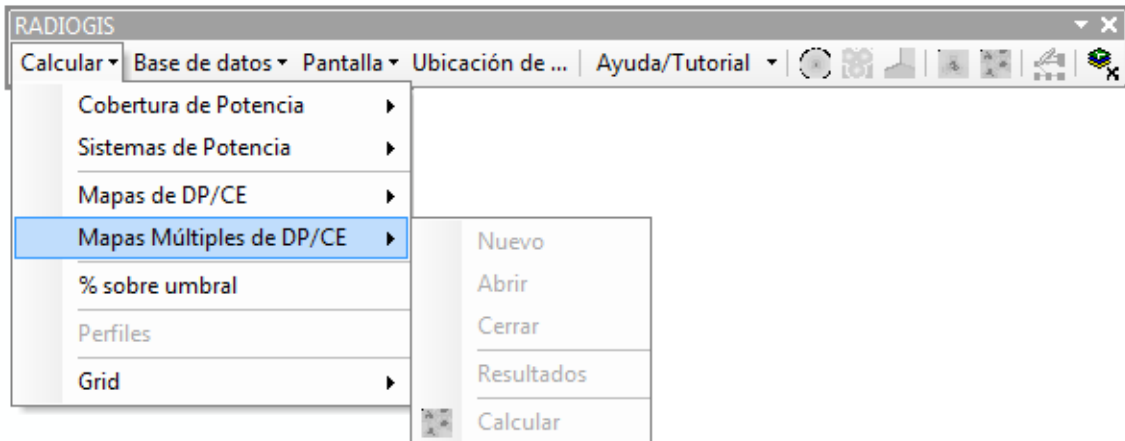 RADIOGIS
Calcular Base de datos Pantalla Ubicación de ... Ayuda/Tutorial
Cobertura de Potencia
Sistemas de Potencia
Mapas de DP/CE
Mapas Múltiples de DP/CE
% sobre umbral
Perfiles
Grid
Nuevo
Abrir
Cerrar
Resultados
Calcular